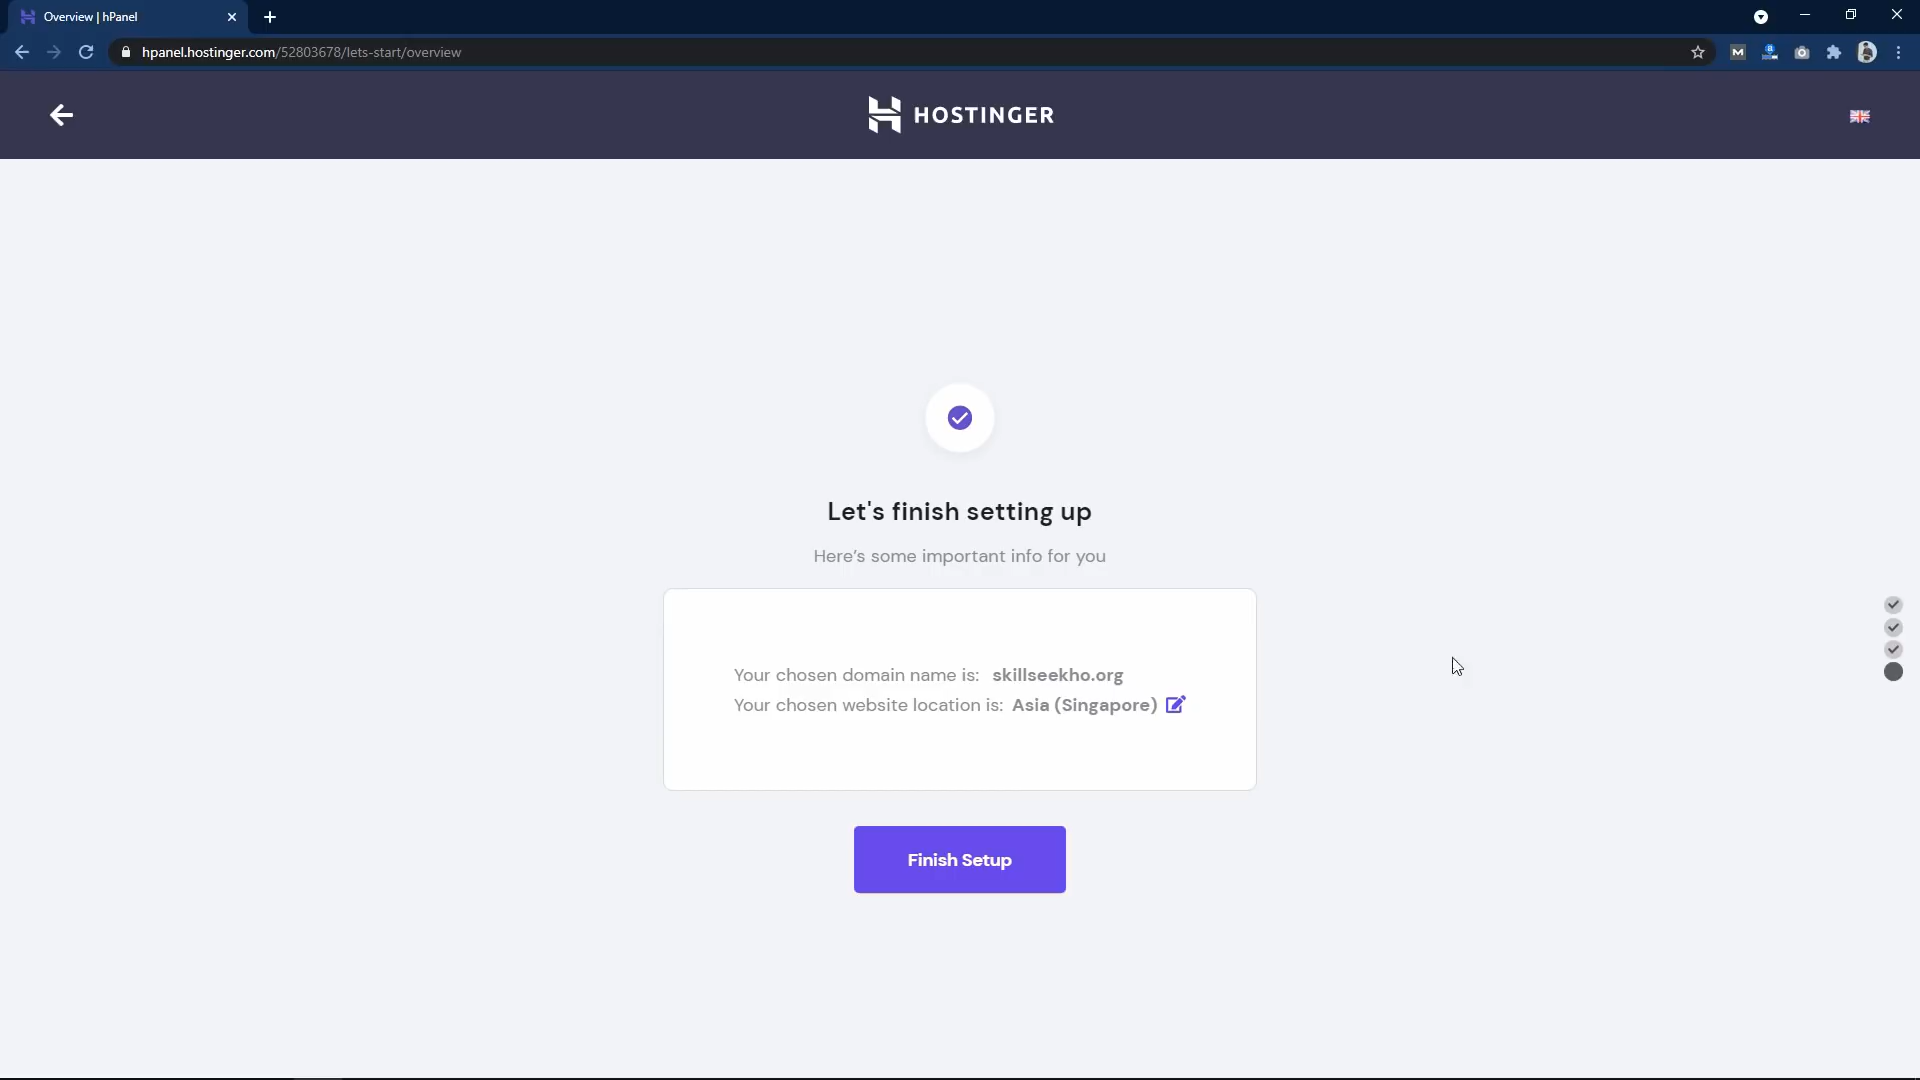 Overview | hPanel
hpanel.hostinger.com/52803678/lets-start/overview
HOSTINGER
Let's finish setting up
Here's some important info for you
Your chosen domain name is: skillseekho.org
Your chosen website location is: Asia (Singapore)
Finish Setup